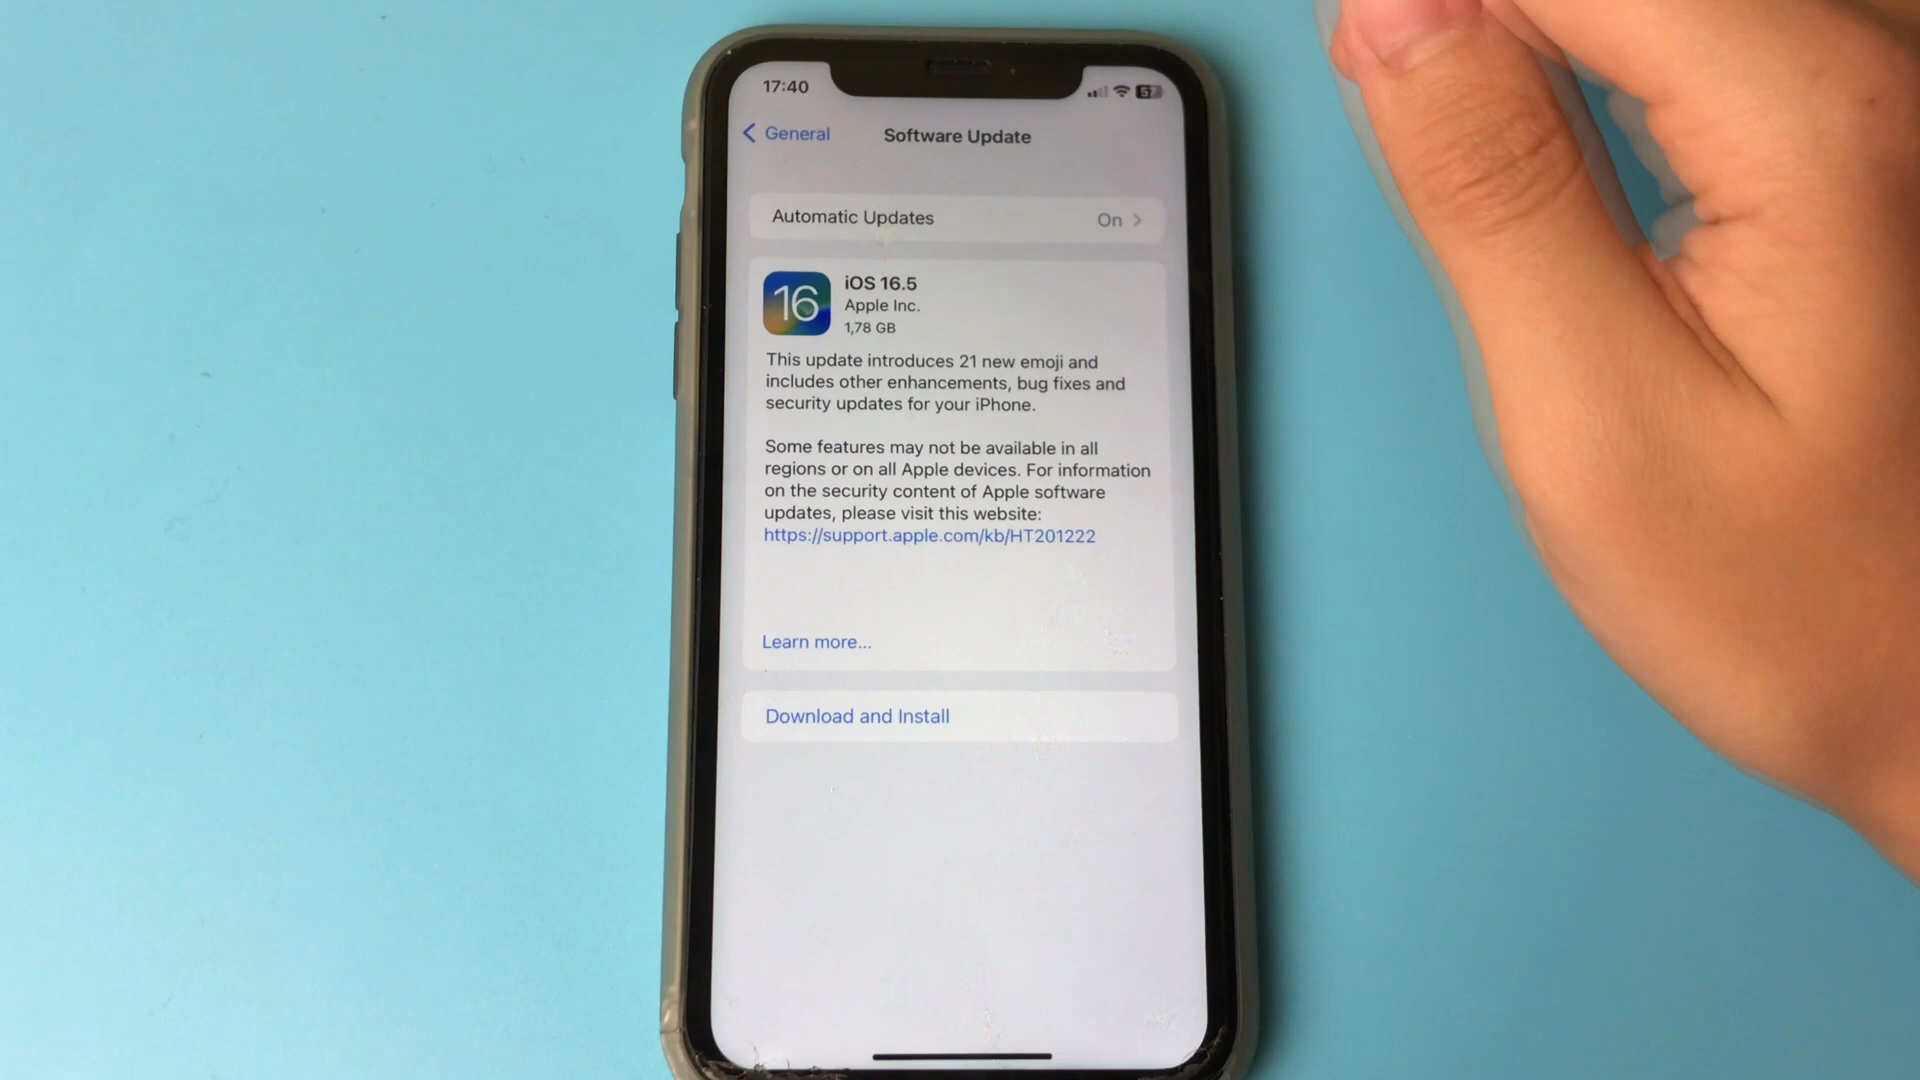 17:40
57
General
Software Update
Automatic Updates
On
16
iOS 16.5
Apple Inc.
1,78 GB
This update introduces 21 new emoji and
includes other enhancements, bug fixes and
security updates for your iPhone.
Some features may not be available in all
regions or on all Apple devices. For information
on the security content of Apple software
updates, please visit this website:
https://support.apple.com/kb/HT201222
Learn more...
Download and Install